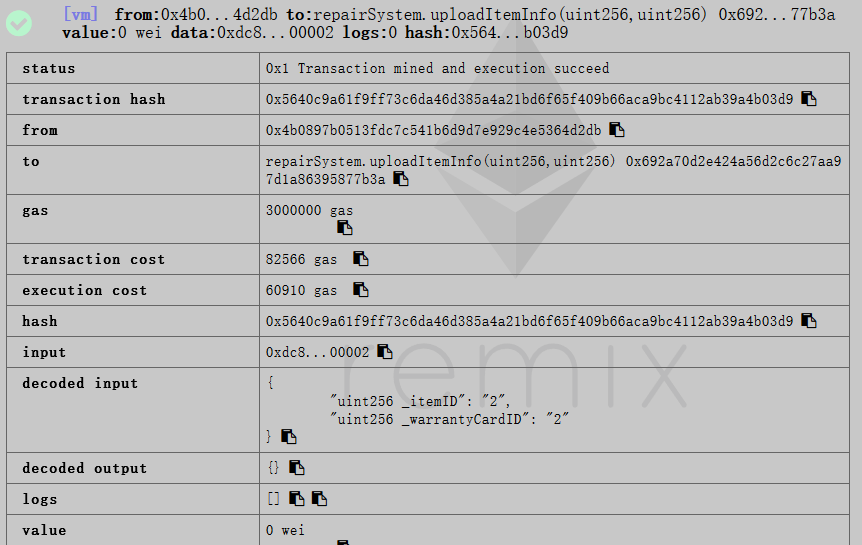 [vm] from:0x4b0...4d2db to:repairSystem.uploadItemInfo(uint256,uint256) 0x692...77b3a
value:0 wei data:0xdc8...00002 logs:0 hash:0x564...b03d9
status 0x1 Transaction mined and execution succeed
transaction hash 0x5640c9a61f9ff73c6da46d385a4a21bd6f65f409b66aca9bc4112ab39a4b03d9
from 0x4b0897b0513fdc7c541b6d9d7e929c4e5364d2db
to repairSystem.uploadItemInfo(uint256,uint256) 0x692a70d2e424a56d2c6c27aa9
7d1a86395877b3a
gas 3000000 gas
transaction cost 82566 gas
execution cost 60910 gas
hash 0x5640c9a61f9ff73c6da46d385a4a21bd6f65f409b66aca9bc4112ab39a4b03d9
input 0xdc8...00002
decoded input {
"uint256 _itemID": "2",
"uint256 _warrantyCardID": "2"
}
decoded output {}
logs []
value 0 wei
remix